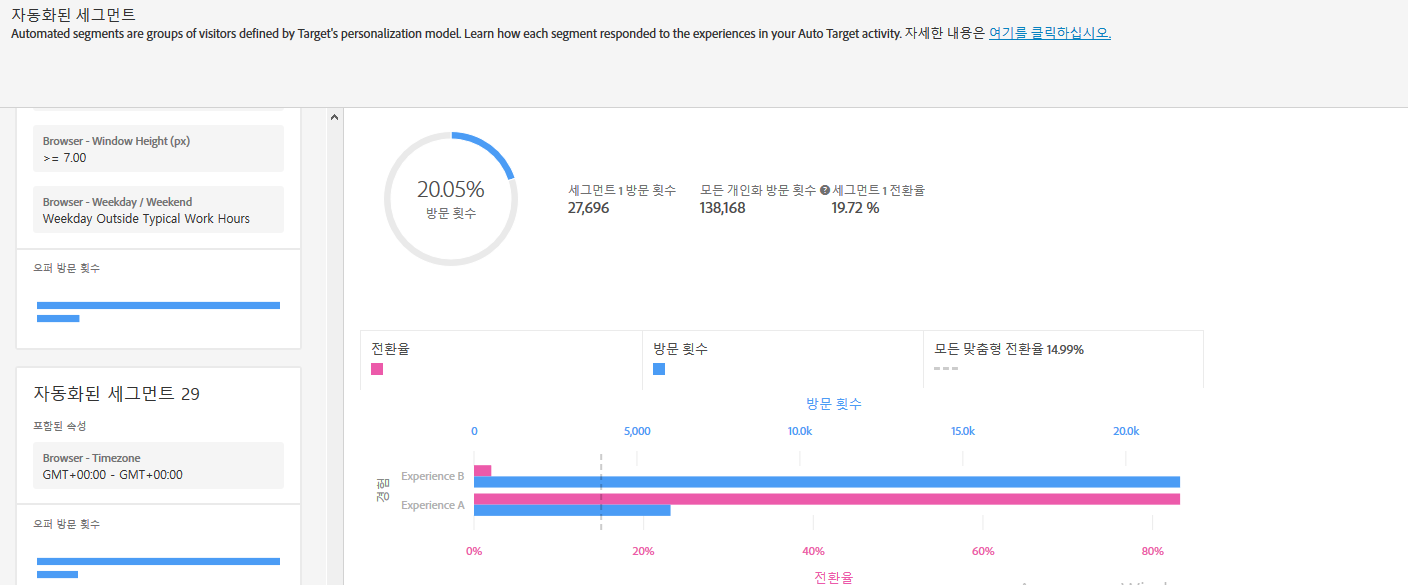 자동화된 세그먼트
Automated segments are groups of visitors defined by Target's personalization model. Learn how each segment responded to the experiences in your Auto Target activity. 자세한 내용은 여기를 클릭하십시오.
Browser - Window Height (px)
>= 7.00
Browser - Weekday / Weekend
Weekday Outside Typical Work Hours
오퍼 방문 횟수
자동화된 세그먼트 29
포함된 속성
Browser - Timezone
GMT+00:00 - GMT+00:00
오퍼 방문 횟수
20.05%
방문 횟수
세그먼트 1 방문 횟수
27,696
모든 개인화 방문 횟수 ?
138,168
세그먼트 1 전환율
19.72 %
전환율
방문 횟수
모든 맞춤형 전환율 14.99%
방문 횟수
0 5,000 10.0k 15.0k 20.0k
경험
Experience B
Experience A
0% 20% 40% 60% 80%
전환율